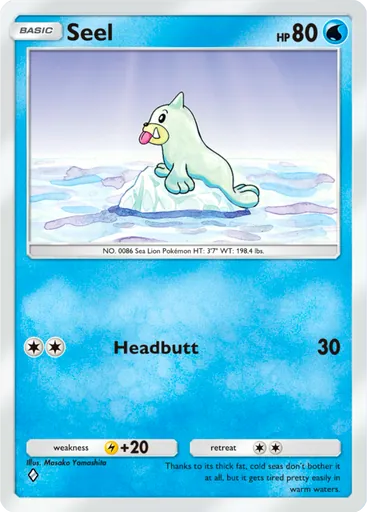 BASIC Seel HP 80
NO. 0086 Sea Lion Pokémon HT: 3'7" WT: 198.4 lbs.
Headbutt 30
weakness +20 retreat
Illus. Masako Yamashita
Thanks to its thick fat, cold seas don't bother it
at all, but it gets tired pretty easily in
warm waters.